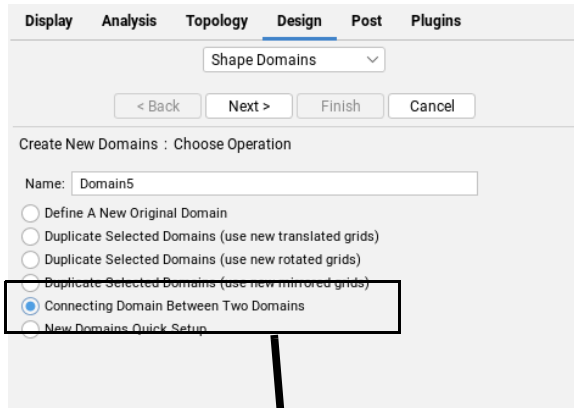 Display Analysis Topology Design Post Plugins
Shape Domains
< Back Next > Finish Cancel
Create New Domains : Choose Operation
Name: Domain5
Define A New Original Domain
Duplicate Selected Domains (use new translated grids)
Duplicate Selected Domains (use new rotated grids)
Duplicate Selected Domains (use new mirrored grids)
Connecting Domain Between Two Domains
New Domains Quick Setup